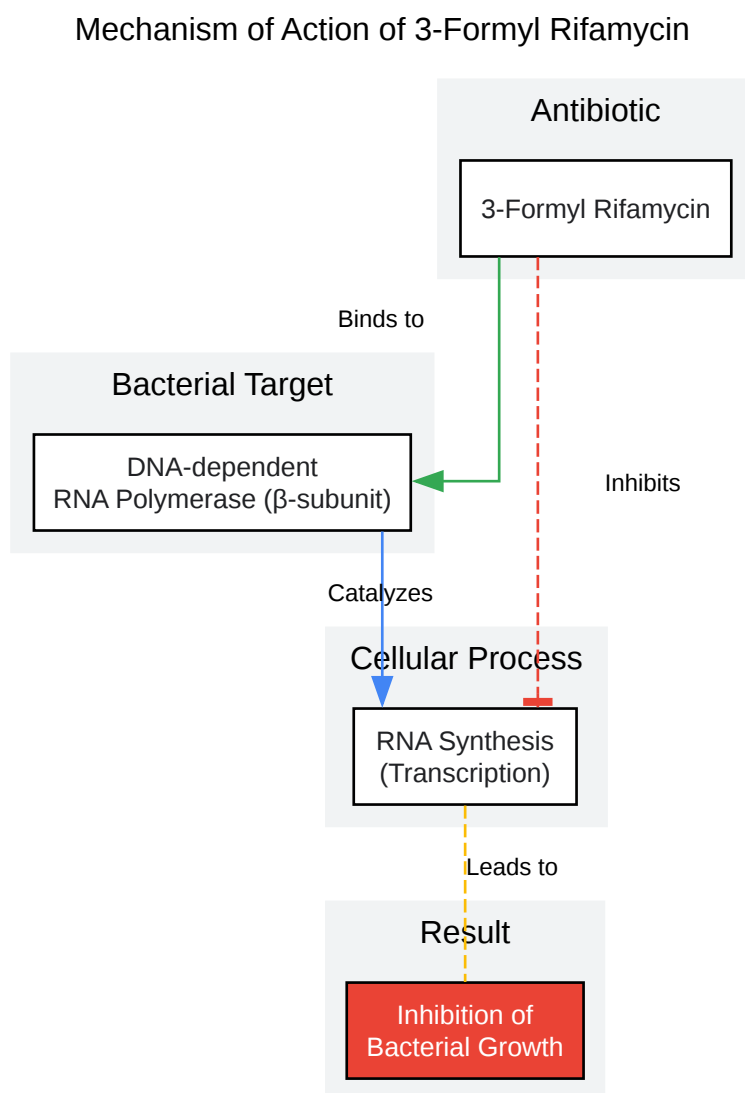 Mechanism of Action of 3-Formyl Rifamycin
Antibiotic
3-Formyl Rifamycin
Binds to
Bacterial Target
DNA-dependent
RNA Polymerase (β-subunit)
Inhibits
Catalyzes
Cellular Process
RNA Synthesis
(Transcription)
Leads to
Result
Inhibition of
Bacterial Growth